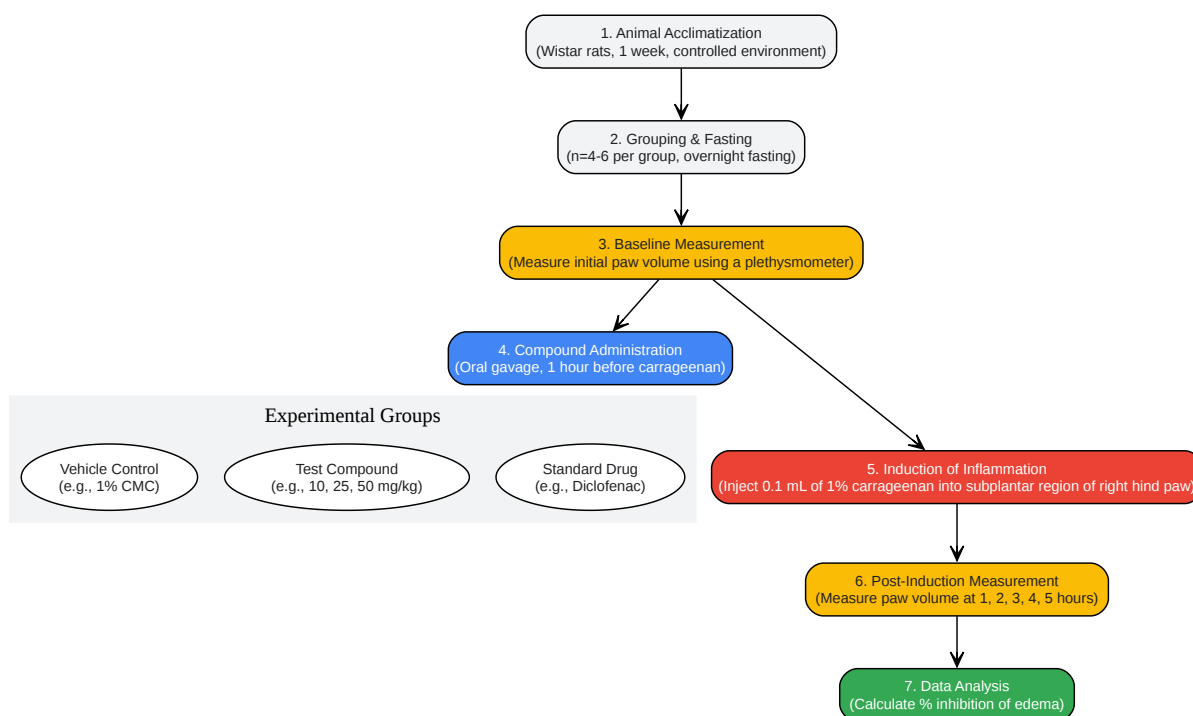 1. Animal Acclimatization
(Wistar rats, 1 week, controlled environment)
2. Grouping & Fasting
(n=4-6 per group, overnight fasting)
3. Baseline Measurement
(Measure initial paw volume using a plethysmometer)
4. Compound Administration
(Oral gavage, 1 hour before carrageenan)
Experimental Groups
Vehicle Control
(e.g., 1% CMC)
Test Compound
(e.g., 10, 25, 50 mg/kg)
Standard Drug
(e.g., Diclofenac)
5. Induction of Inflammation
(Inject 0.1 mL of 1% carrageenan into subplantar region of right hind paw)
6. Post-Induction Measurement
(Measure paw volume at 1, 2, 3, 4, 5 hours)
7. Data Analysis
(Calculate % inhibition of edema)